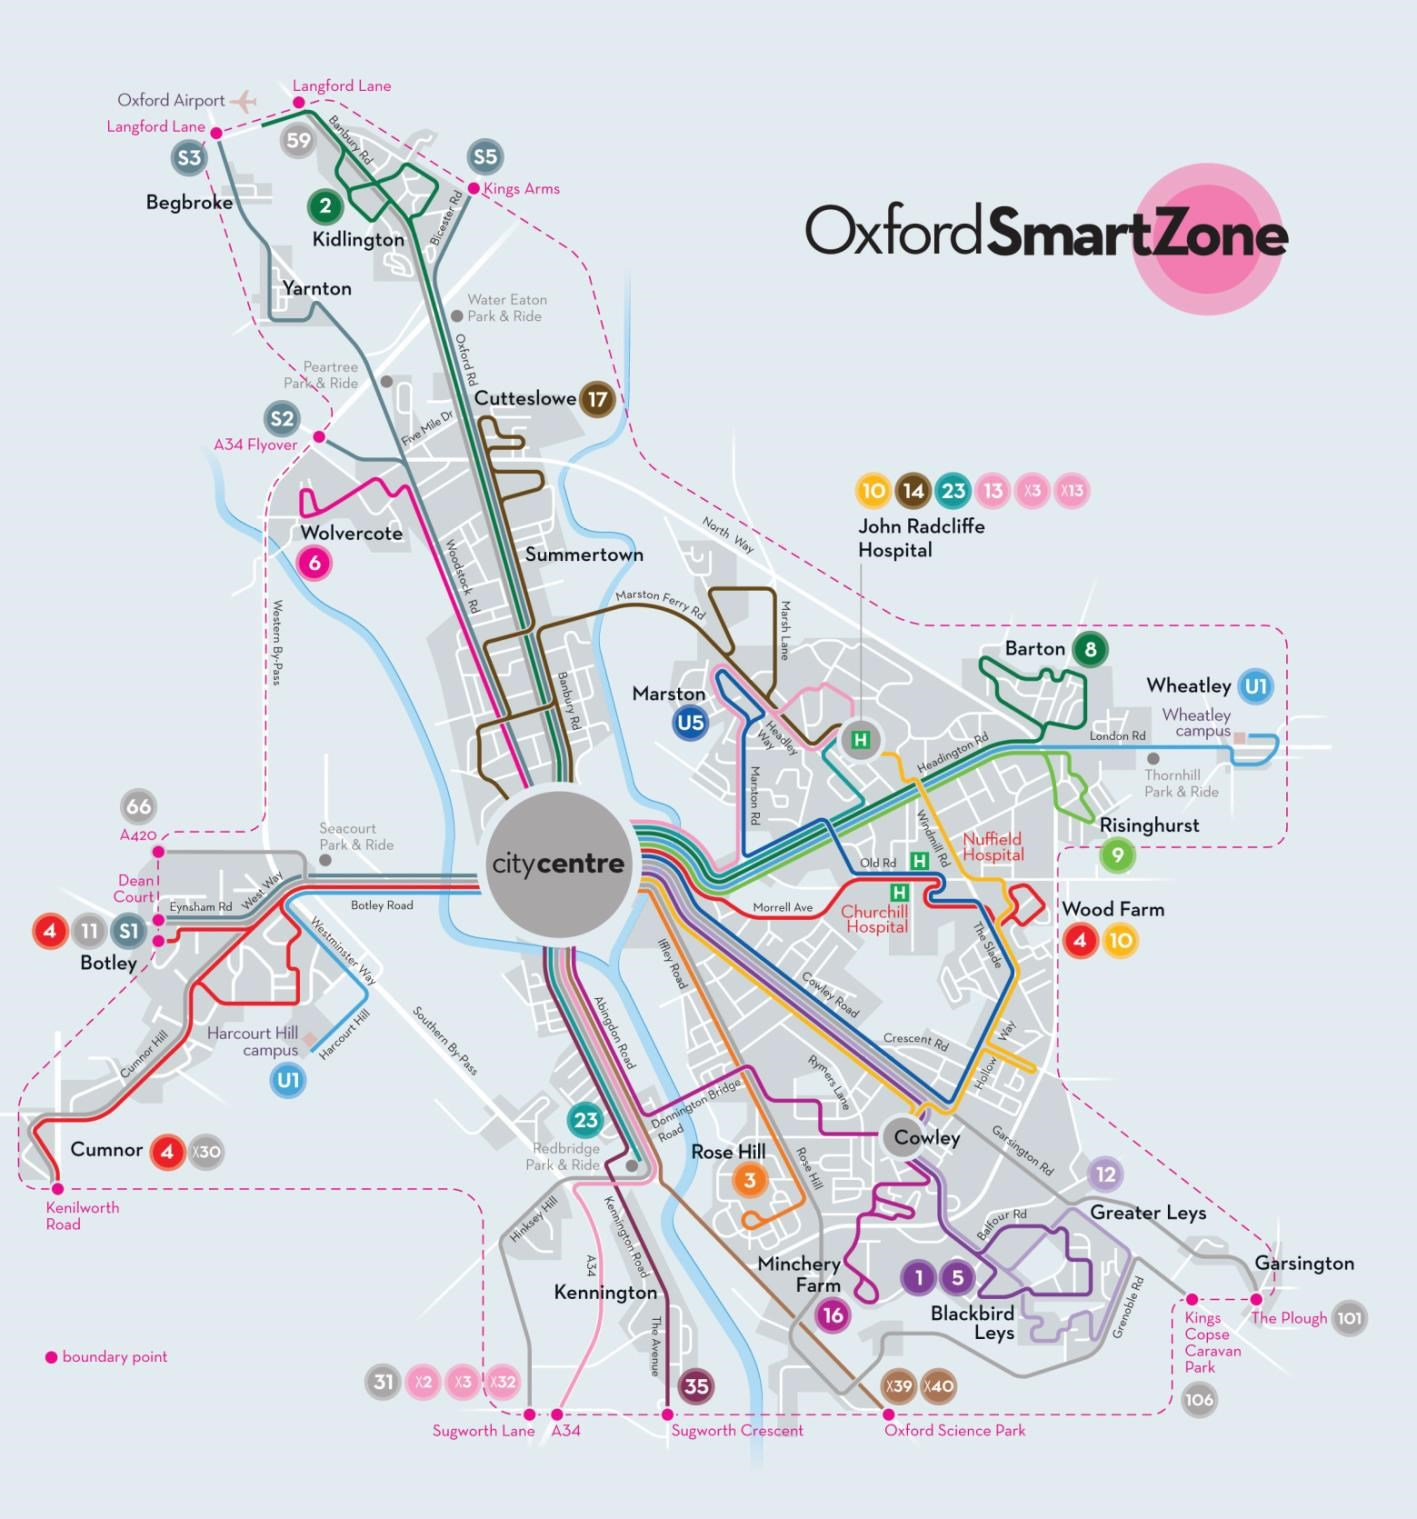 Langford Lane
Oxford Airport
Langford Lane
59
Banbury Rd
S3
S5
Kings Arms
Begbroke
2
Kidlington
Bicester Rd
Yarnton
Water Eaton
Park & Ride
Oxford Rd
Peartree
Park & Ride
OxfordSmartZone
S2
A34 Flyover
Five Mile Dr
Cutteslowe
17
Wolvercote
6
Woodstock Rd
Summertown
10
14
23
13
X3
X13
John Radcliffe
Hospital
North Way
Western By-Pass
Marston Ferry Rd
Marsh Lane
Banbury Rd
Marston
U5
Headley
Way
H
Barton
8
Wheatley
U1
Wheatley
campus
Headington Rd
London Rd
Thornhill
Park & Ride
Marston Rd
Risinghurst
9
Windmill Rd
Nuffield
Hospital
66
A420
Seacourt
Park & Ride
citycentre
Old Rd
H
H
Churchill
Hospital
Morrell Ave
Dean
Court
Eynsham Rd
West Way
Botley Road
4
11
S1
Botley
Westminster Way
Wood Farm
4
10
The Slade
Iffley Road
Cowley Road
Harcourt Hill
campus
U1
Harcourt Hill
Southern By-Pass
Abingdon Road
Cumnor Hill
Crescent Rd
Hollow Way
Rymers Lane
Donnington Bridge
Road
23
Redbridge
Park & Ride
Cumnor
4
X30
Kenilworth
Road
Cowley
Garsington Rd
Rose Hill
3
Rose Hill
12
Greater Leys
Balfour Rd
Hinksey Hill
Kennington Road
A34
Kennington
Minchery
Farm
16
1
5
Blackbird
Leys
Grenoble Rd
Garsington
The Plough
101
Kings
Copse
Caravan
Park
106
The Avenue
boundary point
31
X2
X3
X32
35
X39
X40
Sugworth Lane
A34
Sugworth Crescent
Oxford Science Park